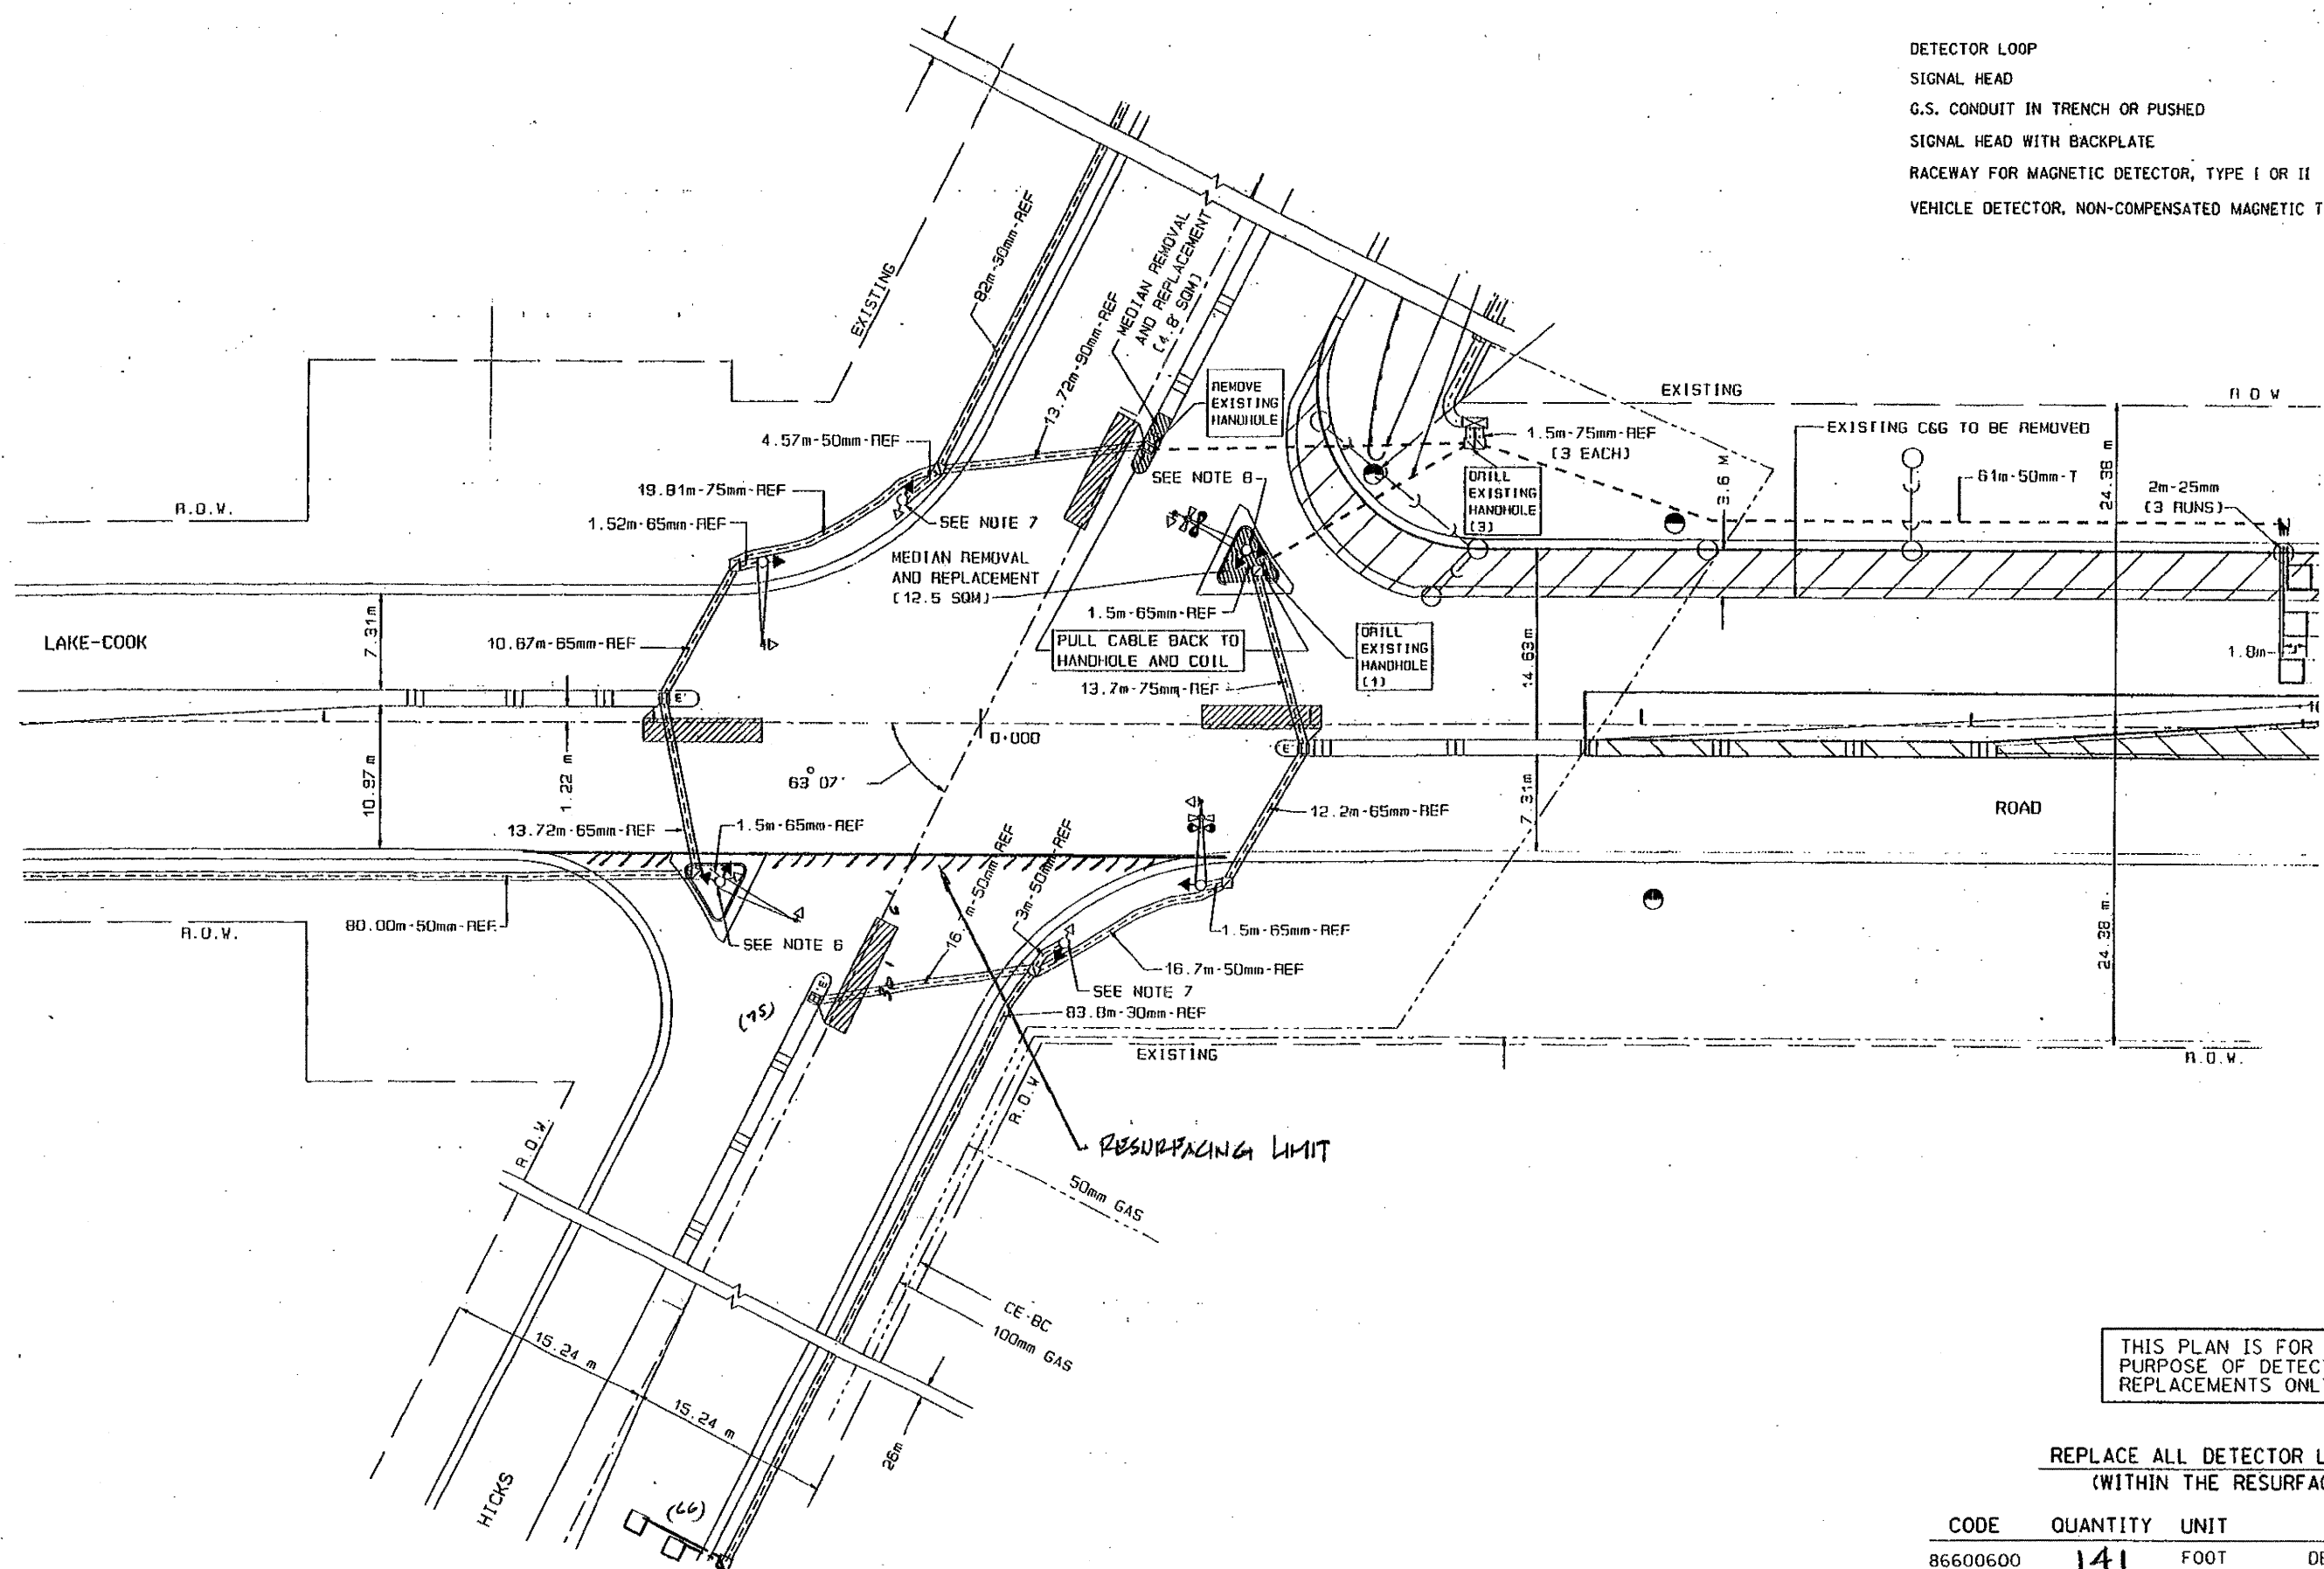 DETECTOR LOOP
SIGNAL HEAD
G.S. CONDUIT IN TRENCH OR PUSHED
SIGNAL HEAD WITH BACKPLATE
RACEWAY FOR MAGNETIC DETECTOR, TYPE I OR II
VEHICLE DETECTOR, NON-COMPENSATED MAGNETIC T
EXISTING
82m-30mm-REF
13.72m-90mm-REF
MEDIAN REMOVAL
AND REPLACEMENT
(4.8 SQM)
REMOVE
EXISTING
HANDHOLE
EXISTING
R O W
EXISTING C&G TO BE REMOVED
4.57m-50mm-REF
1.5m-75mm-REF
(3 EACH)
19.81m-75mm-REF
SEE NOTE 8
DRILL
EXISTING
HANDHOLE
(3)
3.6 M
61m-50mm-T
24.38 m
2m-25mm
(3 RUNS)
R.O.W.
1.52m-65mm-REF
SEE NOTE 7
MEDIAN REMOVAL
AND REPLACEMENT
(12.5 SQM)
1.5m-65mm-REF
LAKE-COOK
7.31m
10.67m-65mm-REF
PULL CABLE BACK TO
HANDHOLE AND COIL
DRILL
EXISTING
HANDHOLE
(1)
14.63m
1.8m
13.7m-75mm-REF
E
0+000
E
63° 07'
10.97 m
1.22 m
7.31m
ROAD
12.2m-65mm-REF
13.72m-65mm-REF
1.5m-65mm-REF
m-50mm-REF
3m-50mm-REF
R.O.W.
80.00m-50mm-REF
SEE NOTE 6
1.5m-65mm-REF
16.7m-50mm-REF
24.38 m.
SEE NOTE 7
83.8m-30mm-REF
E
(75)
EXISTING
R.O.W.
R.O.W.
R.O.W
RESURFACING LIMIT
50mm GAS
CE-BC
100mm GAS
15.24 m
15.24 m
26m
HICKS
(66)
THIS PLAN IS FOR
PURPOSE OF DETEC
REPLACEMENTS ONL
REPLACE ALL DETECTOR L
(WITHIN THE RESURFA
CODE QUANTITY UNIT
86600600 141 FOOT DE